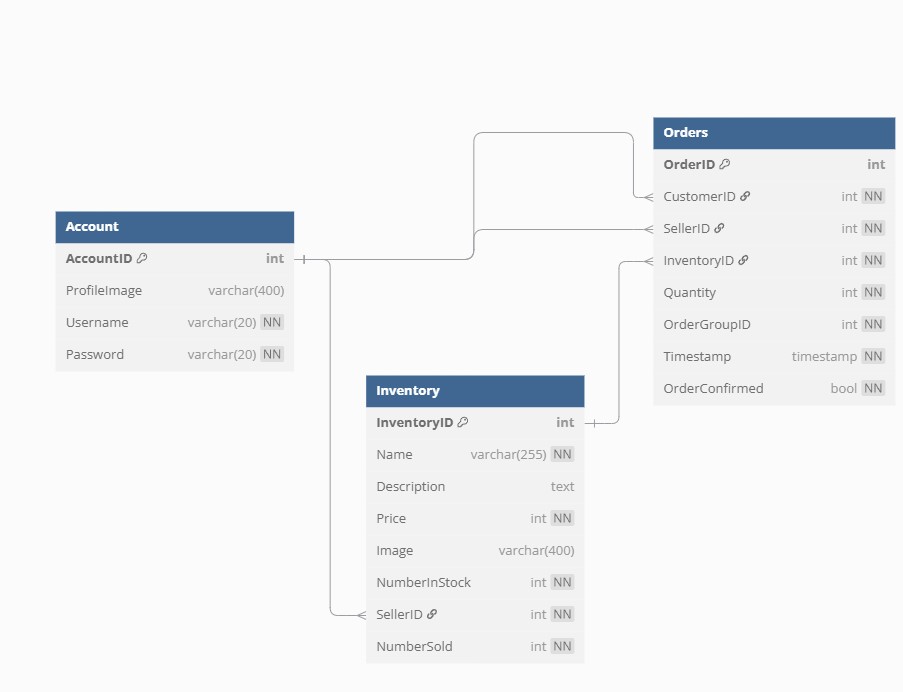 Account
AccountID int
ProfileImage varchar(400)
Username varchar(20) NN
Password varchar(20) NN
Inventory
InventoryID int
Name varchar(255) NN
Description text
Price int NN
Image varchar(400)
NumberInStock int NN
SellerID int NN
NumberSold int NN
Orders
OrderID int
CustomerID int NN
SellerID int NN
InventoryID int NN
Quantity int NN
OrderGroupID int NN
Timestamp timestamp NN
OrderConfirmed bool NN